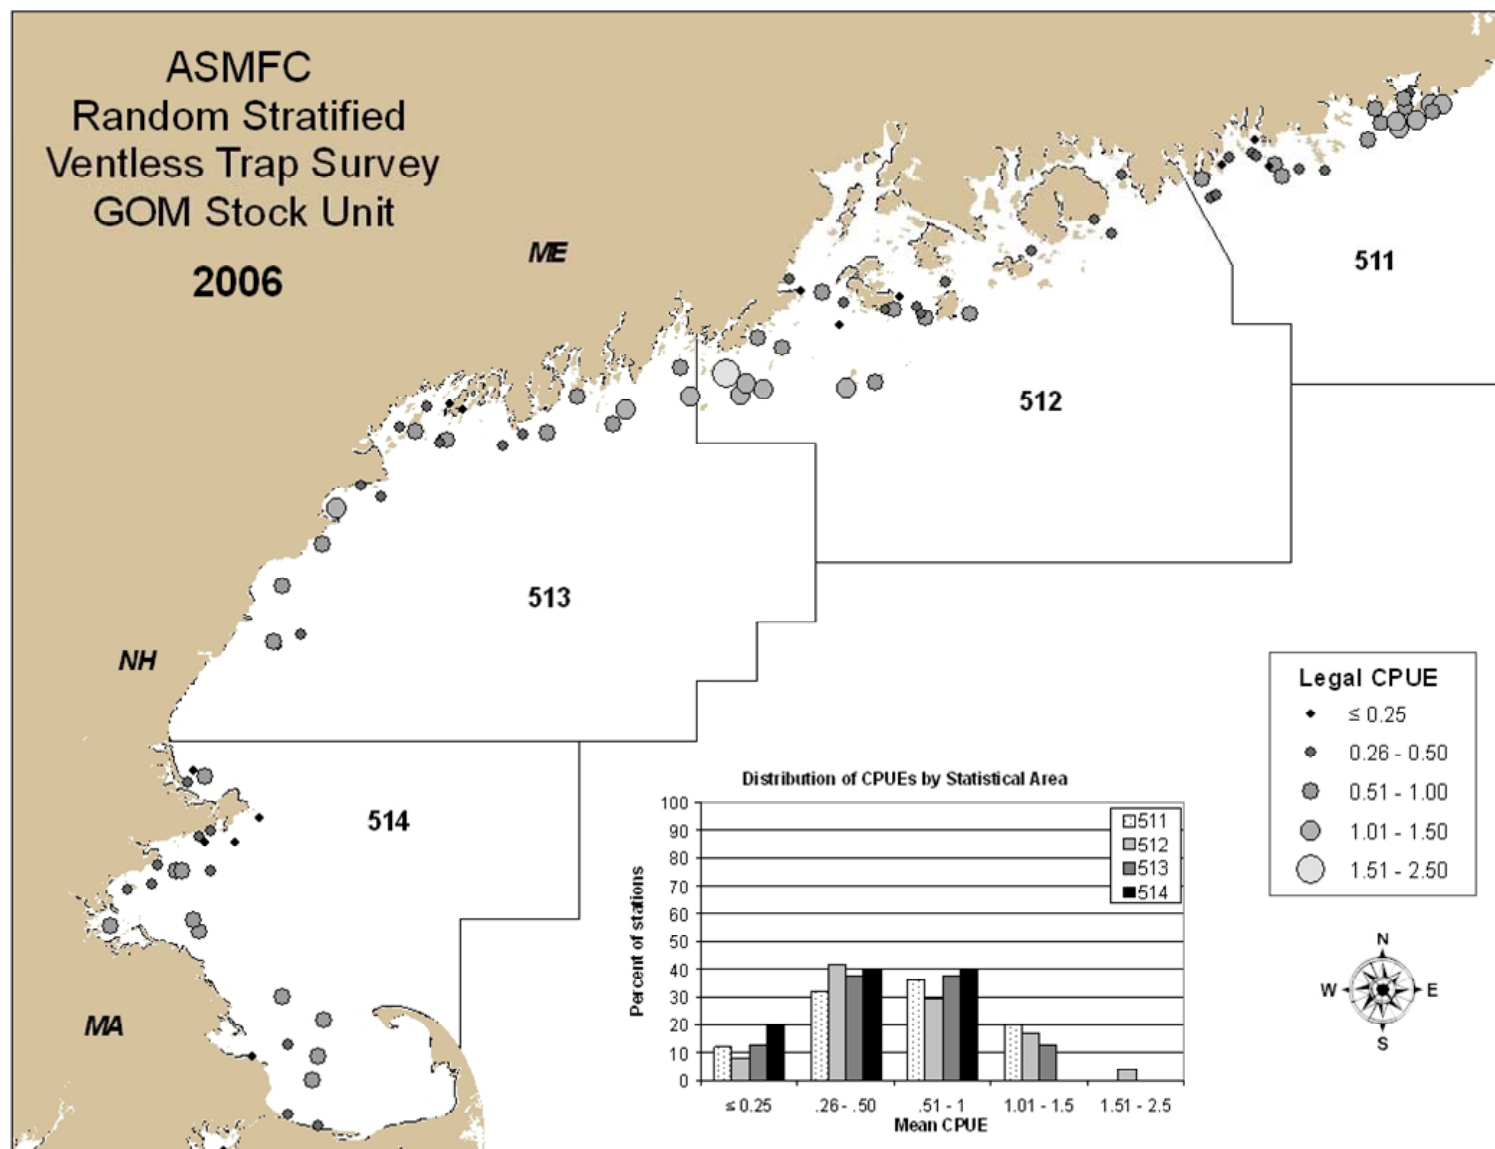 ASMFC
Random Stratified
Ventless Trap Survey
GOM Stock Unit
2006
ME
511
512
513
NH
514
MA
Legal CPUE
≤ 0.25
0.26 - 0.50
0.51 - 1.00
1.01 - 1.50
1.51 - 2.50
N
W E
S
Distribution of CPUEs by Statistical Area
Percent of stations
100
90
80
70
60
50
40
30
20
10
0
511
512
513
514
≤ 0.25 .26 - .50 .51 - 1 1.01 - 1.5 1.51 - 2.5
Mean CPUE